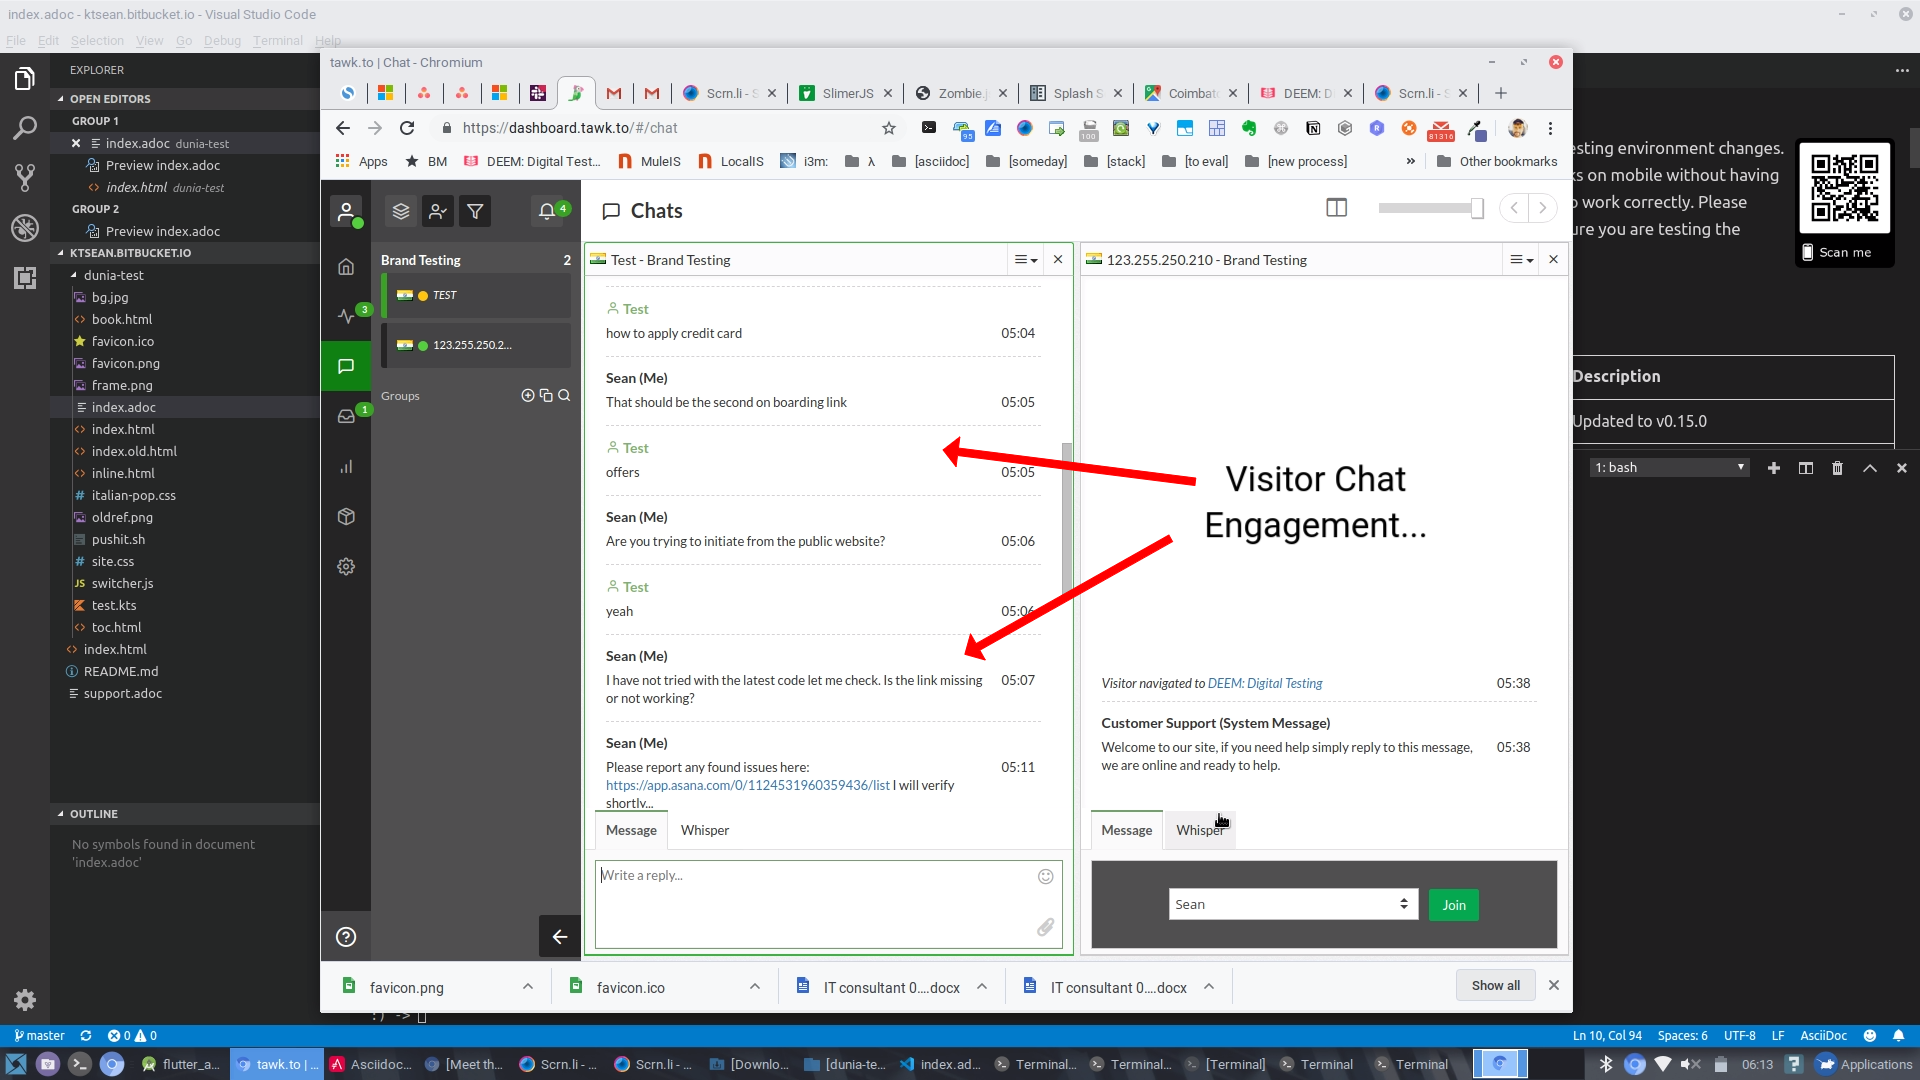 index.adoc - ktsean.bitbucket.io - Visual Studio Code
File Edit Selection View Go Debug Terminal Help
EXPLORER
OPEN EDITORS
GROUP 1
index.adoc dunia-test
Preview index.adoc
index.html dunia-test
GROUP 2
Preview index.adoc
KTSEAN.BITBUCKET.IO
dunia-test
bg.jpg
book.html
favicon.ico
favicon.png
frame.png
index.adoc
index.html
index.old.html
inline.html
italian-pop.css
oldref.png
pushit.sh
site.css
switcher.js
test.kts
toc.html
index.html
README.md
support.adoc
OUTLINE
No symbols found in document
'index.adoc'
tawk.to | Chat - Chromium
Scrn.li - S
SlimerJS
Zombie.j
Splash S
Coimbat
DEEM: D
Scrn.li -
https://dashboard.tawk.to/#/chat
95
100
81316
Apps
BM
DEEM: Digital Test...
MuleIS
LocalIS
i3m:
λ
[asciidoc]
[someday]
[stack]
[to eval]
[new process]
»
Other bookmarks
4
3
1
Brand Testing 2
TEST
123.255.250.2...
Groups
Chats
Test - Brand Testing
Test
how to apply credit card 05:04
Sean (Me)
That should be the second on boarding link 05:05
Test
offers 05:05
Sean (Me)
Are you trying to initiate from the public website? 05:06
Test
yeah 05:06
Sean (Me)
I have not tried with the latest code let me check. Is the link missing 05:07
or not working?
Sean (Me)
Please report any found issues here: 05:11
https://app.asana.com/0/1124531960359436/list I will verify
shortly...
Message Whisper
Write a reply...
123.255.250.210 - Brand Testing
Visitor Chat
Engagement...
Visitor navigated to DEEM: Digital Testing 05:38
Customer Support (System Message)
Welcome to our site, if you need help simply reply to this message, 05:38
we are online and ready to help.
Message Whisper
Sean
Join
favicon.png
favicon.ico
IT consultant 0....docx
IT consultant 0....docx
Show all
esting environment changes.
ks on mobile without having
o work correctly. Please
ure you are testing the
Scan me
Description
Updated to v0.15.0
1: bash
:) -> 
master 0 0
Ln 10, Col 94 Spaces: 6 UTF-8 LF AsciiDoc
flutter_a...
tawk.to | ...
Asciidoc...
[Meet th...
Scrn.li - ...
Scrn.li - ...
[Downlo...
[dunia-te...
index.ad...
Terminal...
Terminal...
[Terminal]
Terminal
Terminal
06:13
Applications